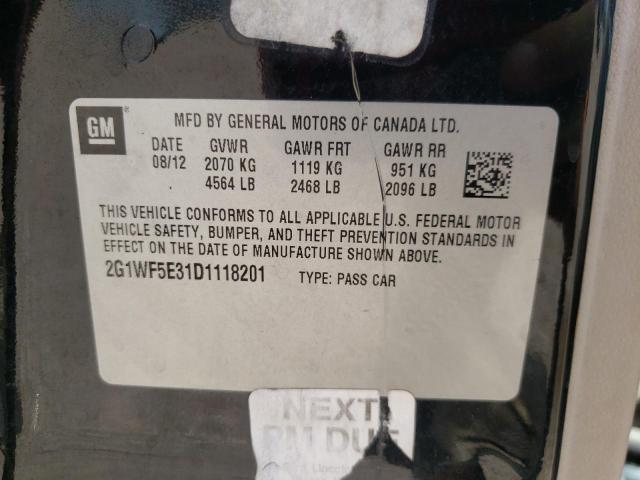 GM
MFD BY GENERAL MOTORS OF CANADA LTD.
DATE GVWR GAWR FRT GAWR RR
08/12 2070 KG 1119 KG 951 KG
4564 LB 2468 LB 2096 LB
THIS VEHICLE CONFORMS TO ALL APPLICABLE U.S. FEDERAL MOTOR
VEHICLE SAFETY, BUMPER, AND THEFT PREVENTION STANDARDS IN
EFFECT ON THE DATE OF MANUFACTURE SHOWN ABOVE.
2G1WF5E31D1118201 TYPE: PASS CAR
NEXT
PM DUE